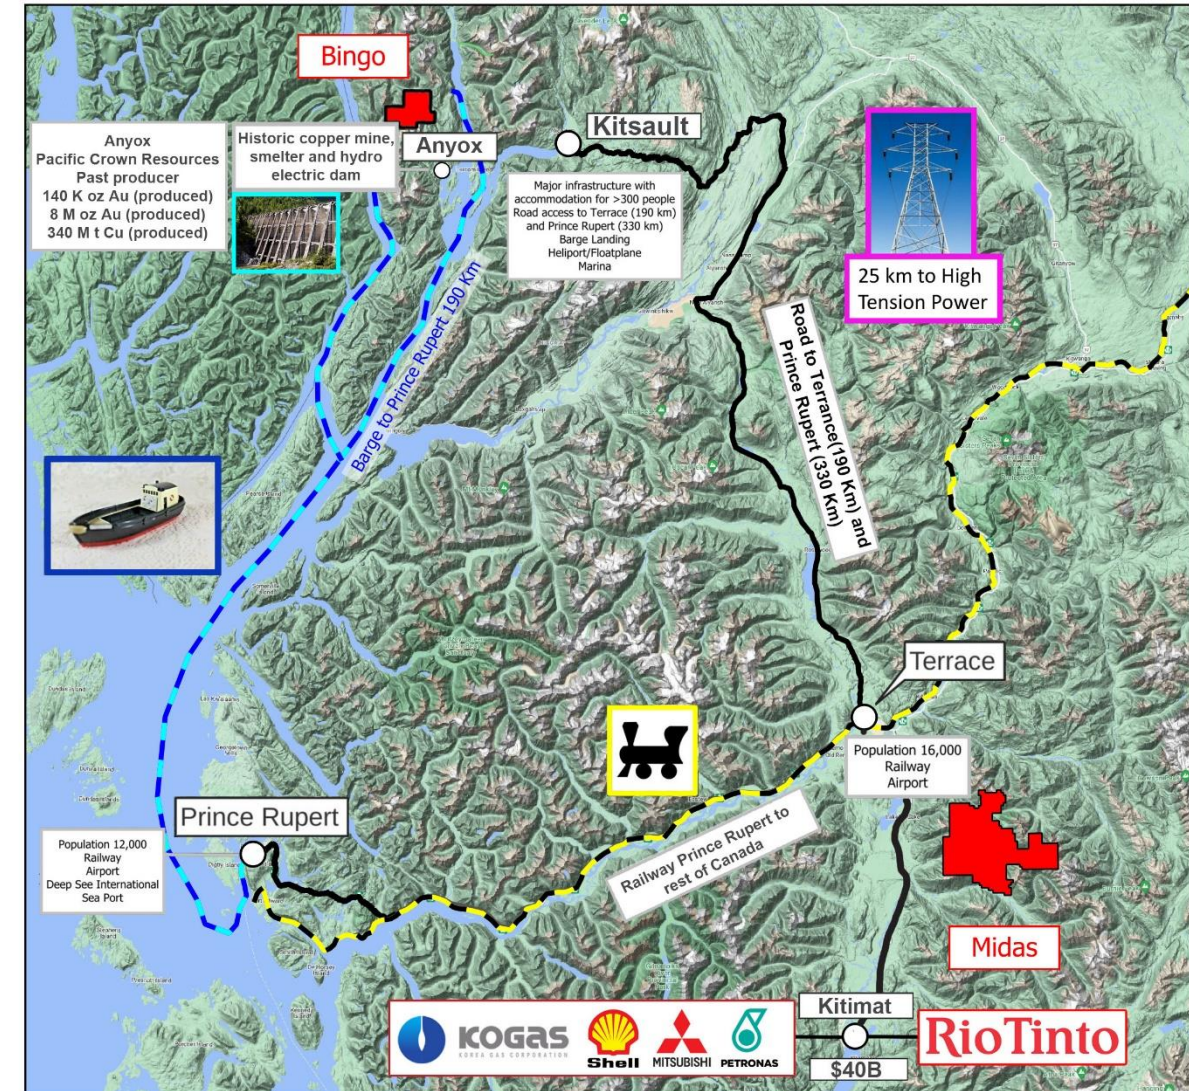 Bingo
Anyox
Pacific Crown Resources
Past producer
140 K oz Au (produced)
8 M oz Au (produced)
340 M t Cu (produced)
Historic copper mine,
smelter and hydro
electric dam
Anyox
Kitsault
Major infrastructure with
accommodation for >300 people
Road access to Terrace (190 km)
and Prince Rupert (330 km)
Barge Landing
Heliport/Floatplane
Marina
25 km to High
Tension Power
Barge to Prince Rupert 190 Km
Road to Terrance(190 Km) and
Prince Rupert (330 Km)
Terrace
Population 16,000
Railway
Airport
Prince Rupert
Population 12,000
Railway
Airport
Deep See International
Sea Port
Railway Prince Rupert to
rest of Canada
Midas
KOGAS
KOREA GAS CORPORATION
Shell
MITSUBISHI
PETRONAS
Kitimat
$40B
RioTinto